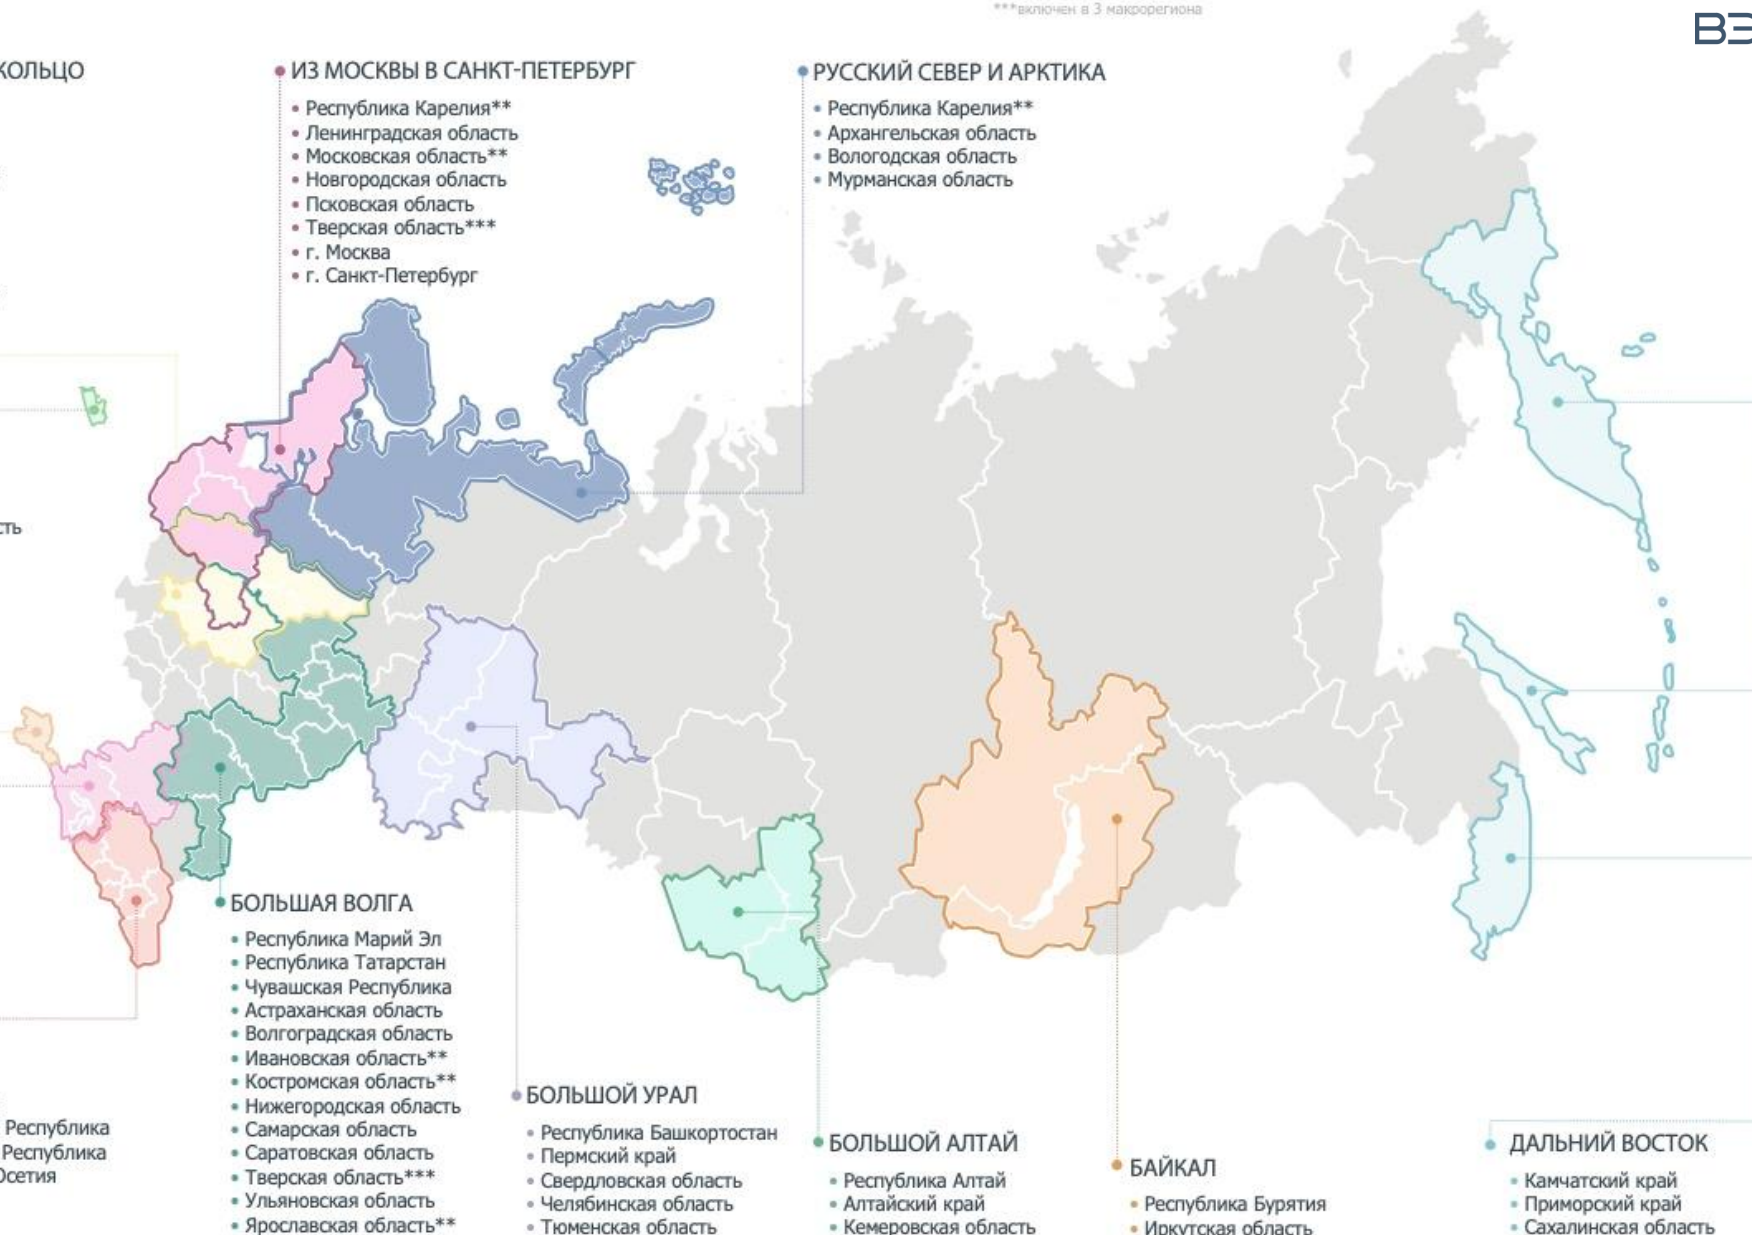 ***включен в 3 макрорегиона
ВЭ
КОЛЬЦО
ИЗ МОСКВЫ В САНКТ-ПЕТЕРБУРГ
• Республика Карелия**
• Ленинградская область
• Московская область**
• Новгородская область
• Псковская область
• Тверская область***
• г. Москва
• г. Санкт-Петербург
РУССКИЙ СЕВЕР И АРКТИКА
• Республика Карелия**
• Архангельская область
• Вологодская область
• Мурманская область
сть
БОЛЬШАЯ ВОЛГА
• Республика Марий Эл
• Республика Татарстан
• Чувашская Республика
• Астраханская область
• Волгоградская область
• Ивановская область**
• Костромская область**
• Нижегородская область
• Самарская область
• Саратовская область
• Тверская область***
• Ульяновская область
• Ярославская область**
Республика
Республика
Осетия
БОЛЬШОЙ УРАЛ
• Республика Башкортостан
• Пермский край
• Свердловская область
• Челябинская область
• Тюменская область
БОЛЬШОЙ АЛТАЙ
• Республика Алтай
• Алтайский край
• Кемеровская область
БАЙКАЛ
• Республика Бурятия
• Иркутская область
ДАЛЬНИЙ ВОСТОК
• Камчатский край
• Приморский край
• Сахалинская область